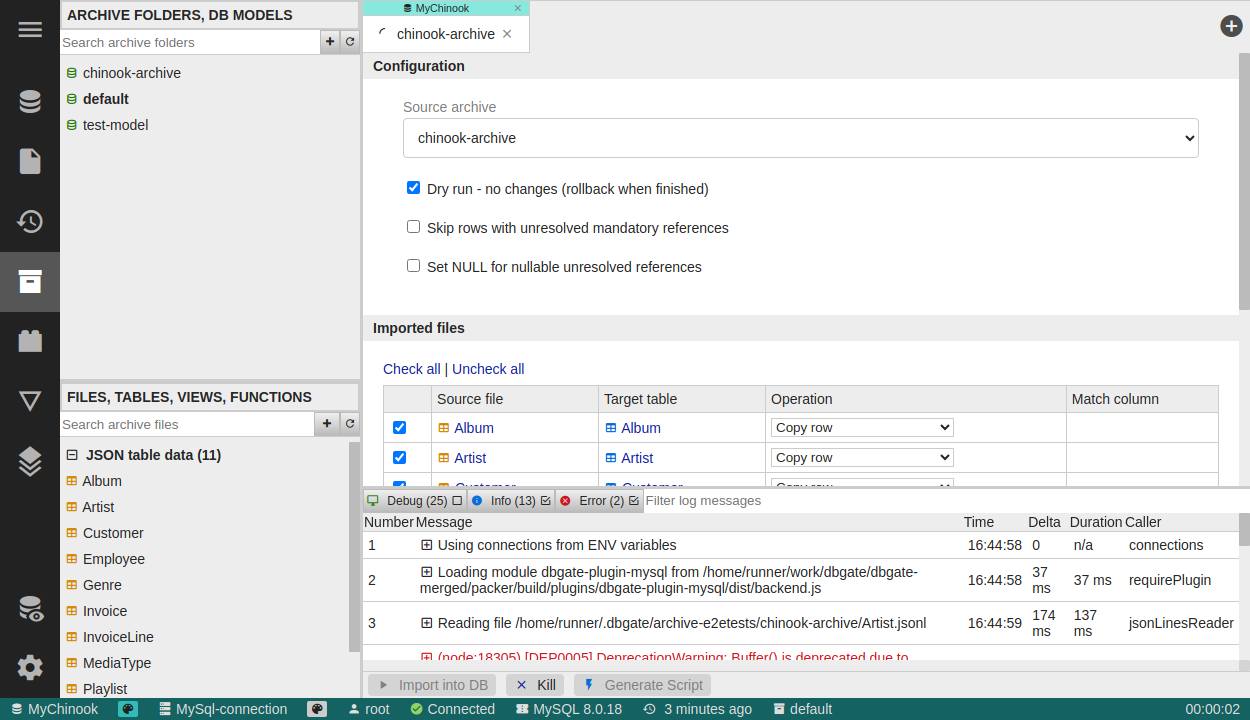 ARCHIVE FOLDERS, DB MODELS
Search archive folders
chinook-archive
default
test-model
FILES, TABLES, VIEWS, FUNCTIONS
Search archive files
JSON table data (11)
Album
Artist
Customer
Employee
Genre
Invoice
InvoiceLine
MediaType
Playlist
MyChinook
chinook-archive
Configuration
Source archive
chinook-archive
Dry run - no changes (rollback when finished)
Skip rows with unresolved mandatory references
Set NULL for nullable unresolved references
Imported files
Check all | Uncheck all
Source file Target table Operation Match column
Album Album Copy row
Artist Artist Copy row
Customer Customer Copy row
Debug (25) Info (13) Error (2) Filter log messages
Number Message Time Delta Duration Caller
1 Using connections from ENV variables 16:44:58 0 n/a connections
2 Loading module dbgate-plugin-mysql from /home/runner/work/dbgate/dbgate-merged/packer/build/plugins/dbgate-plugin-mysql/dist/backend.js 16:44:58 37 ms 37 ms requirePlugin
3 Reading file /home/runner/.dbgate/archive-e2etests/chinook-archive/Artist.jsonl 16:44:59 174 ms 137 ms jsonLinesReader
(node:18305) [DEP0005] DeprecationWarning: Buffer() is deprecated due to
Import into DB Kill Generate Script
MyChinook MySql-connection root Connected MySQL 8.0.18 3 minutes ago default 00:00:02